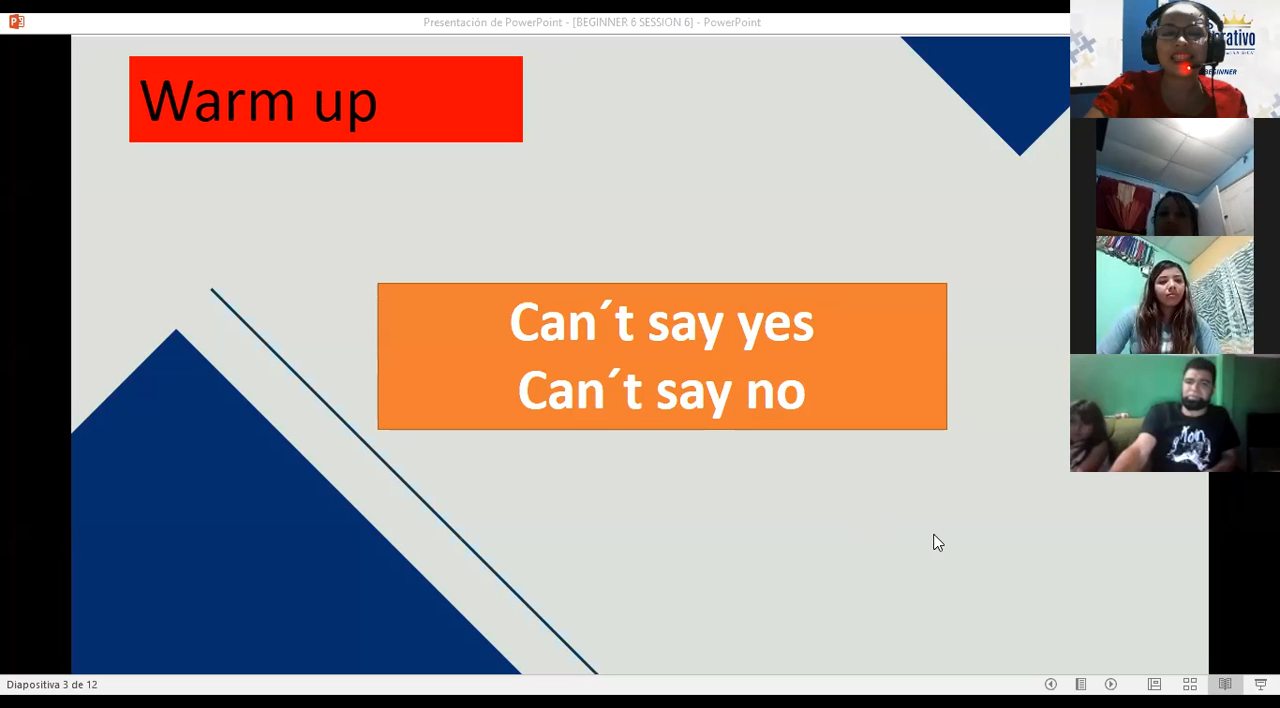 Presentación de PowerPoint - [BEGINNER 6 SESSION 6] - PowerPoint
Warm up
BEGINNER
Can´t say yes
Can´t say no
Diapositiva 3 de 12